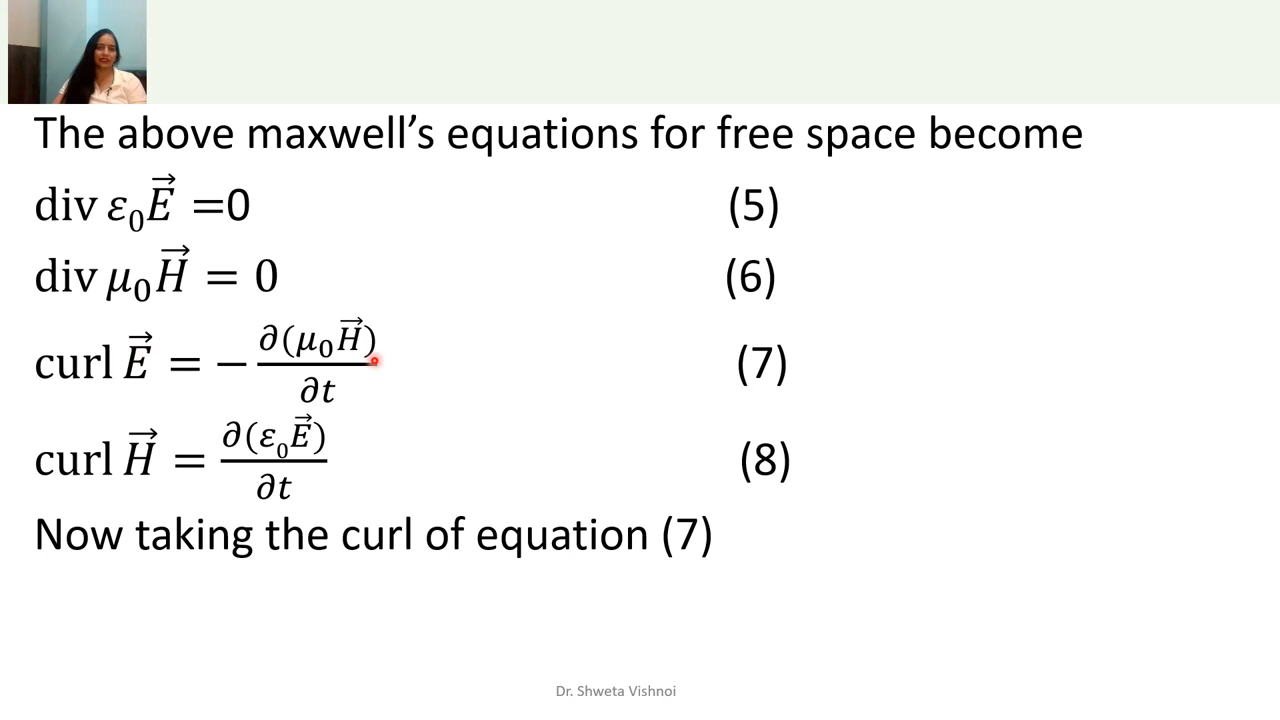 The above maxwell’s equations for free space become
div ε₀E⃗ =0 (5)
div μ₀H⃗ = 0 (6)
curl E⃗ = − ∂(μ₀H⃗)/∂t (7)
curl H⃗ = ∂(ε₀E⃗)/∂t (8)
Now taking the curl of equation (7)
Dr. Shweta Vishnoi